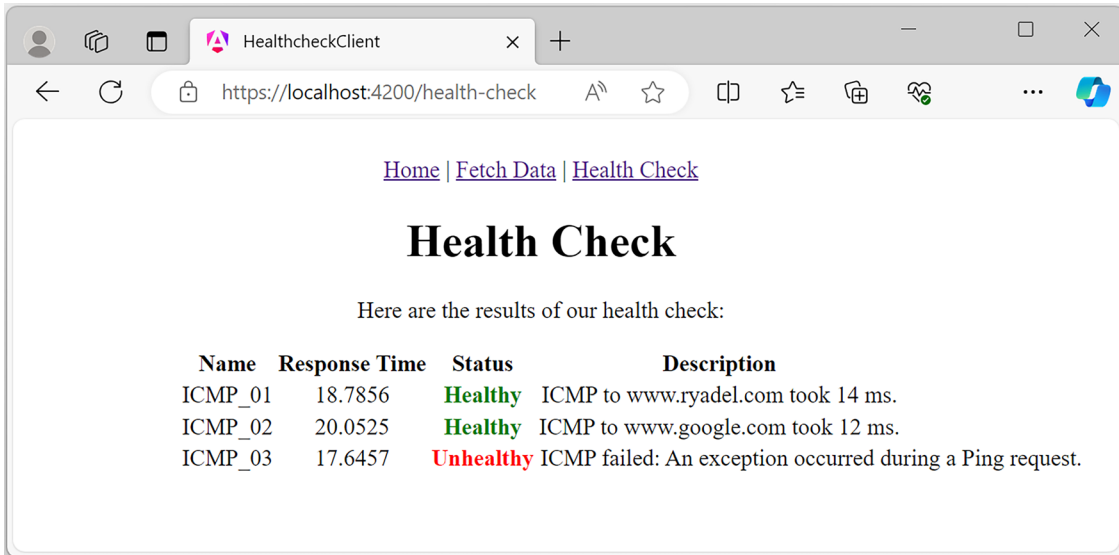 HealthcheckClient
https://localhost:4200/health-check
Home | Fetch Data | Health Check
Health Check
Here are the results of our health check:
Name Response Time Status Description
ICMP_01 18.7856 Healthy ICMP to www.ryadel.com took 14 ms.
ICMP_02 20.0525 Healthy ICMP to www.google.com took 12 ms.
ICMP_03 17.6457 Unhealthy ICMP failed: An exception occurred during a Ping request.